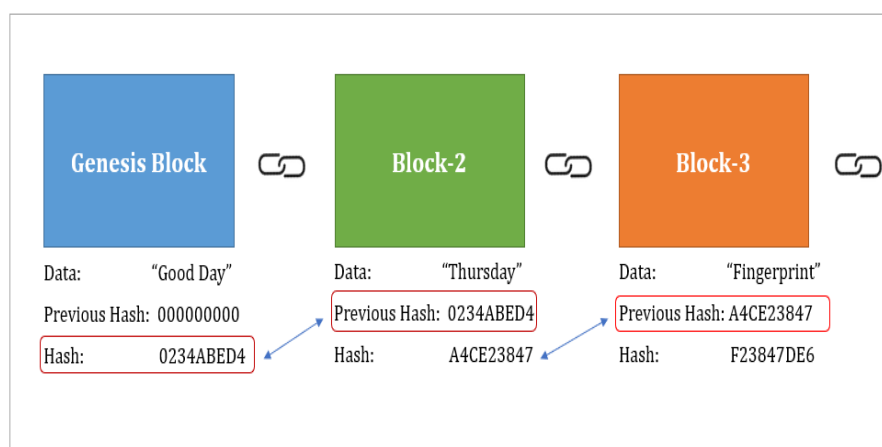 Genesis Block
Block-2
Block-3
Data: “Good Day”
Previous Hash: 000000000
Hash: 0234ABED4
Data: “Thursday”
Previous Hash: 0234ABED4
Hash: A4CE23847
Data: “Fingerprint”
Previous Hash: A4CE23847
Hash: F23847DE6